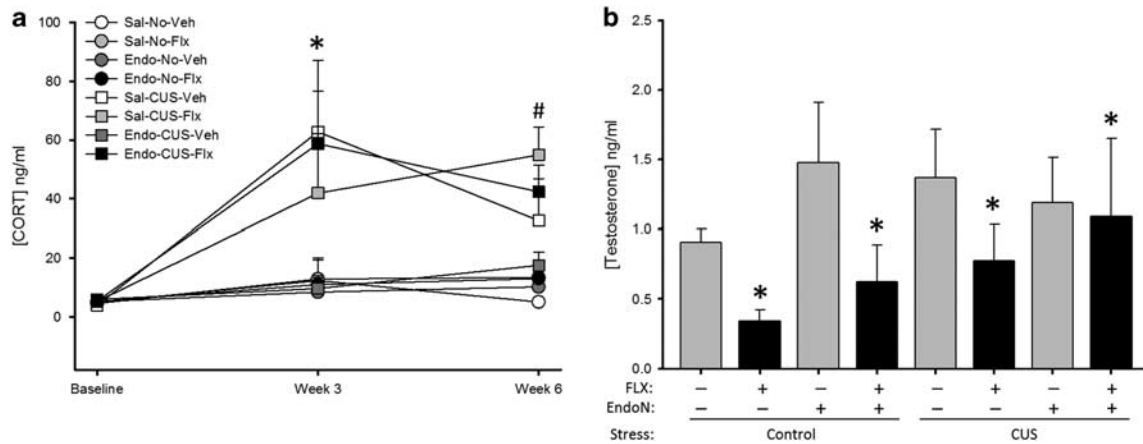 a
Sal-No-Veh
Sal-No-Flx
Endo-No-Veh
Endo-No-Flx
Sal-CUS-Veh
Sal-CUS-Flx
Endo-CUS-Veh
Endo-CUS-Flx
100
80
60
40
20
0
[CORT] ng/ml
*
#
Baseline
Week 3
Week 6
b
2.5
2.0
1.5
1.0
0.5
0.0
[Testosterone] ng/ml
*
*
*
*
FLX: − + − + − + − +
EndoN: − − + + − − + +
Stress: Control CUS